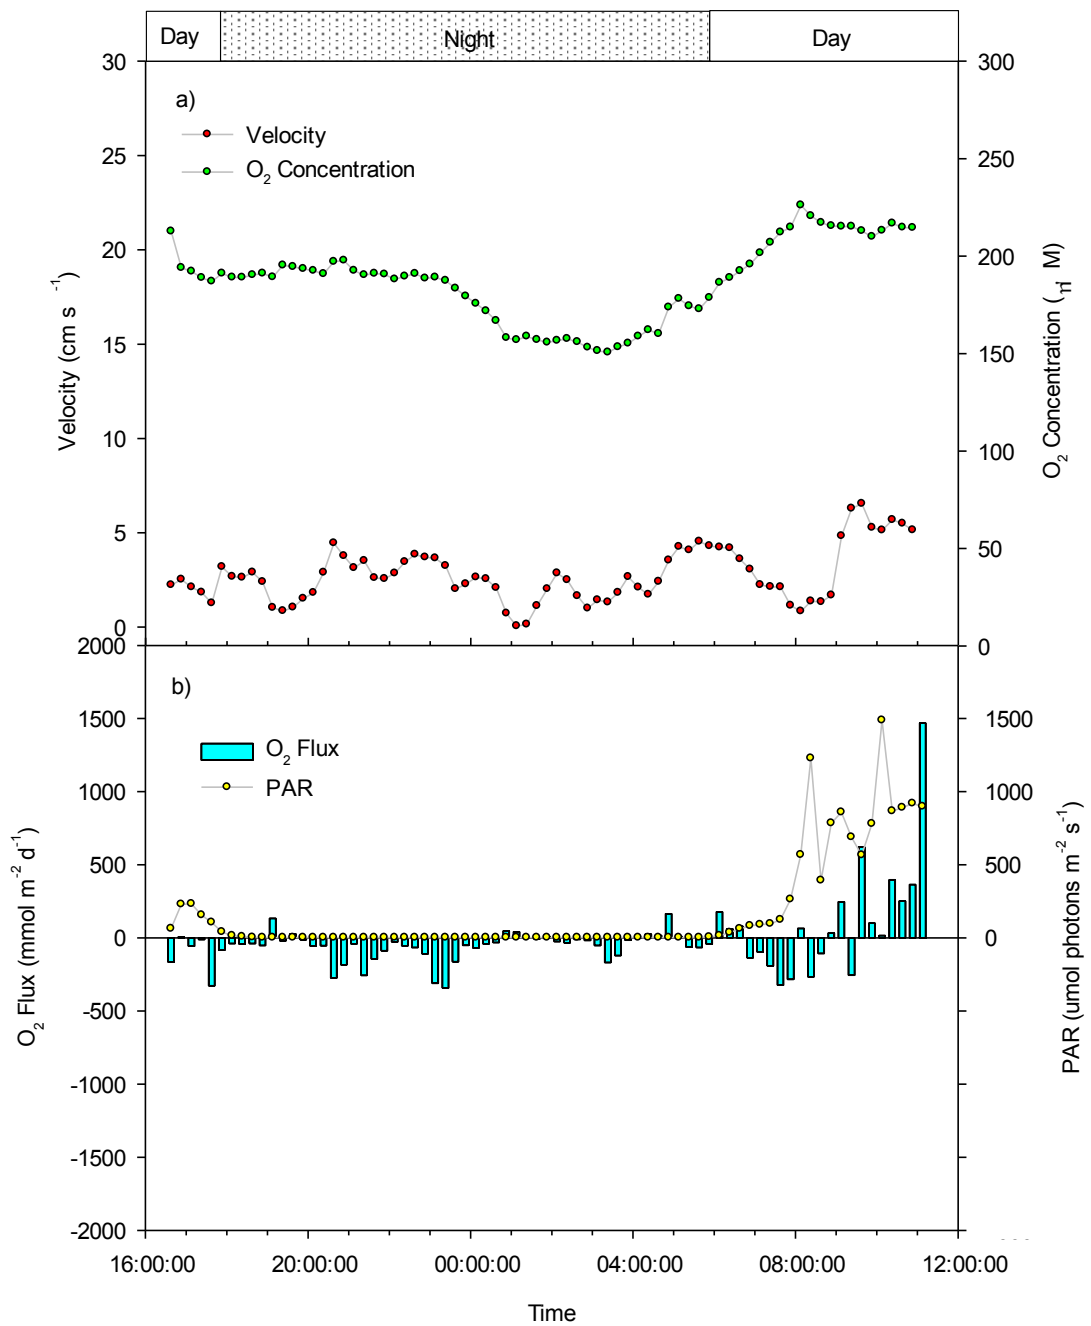 Day Night Day
a)
Velocity
O₂ Concentration
30
25
20
15
10
5
0
Velocity (cm s⁻¹)
300
250
200
150
100
50
0
O₂ Concentration ( M)
b)
O₂ Flux
PAR
2000
1500
1000
500
0
-500
-1000
-1500
-2000
O₂ Flux (mmol m⁻² d⁻¹)
1500
1000
500
0
PAR (umol photons m⁻² s⁻¹)
16:00:00 20:00:00 00:00:00 04:00:00 08:00:00 12:00:00
Time